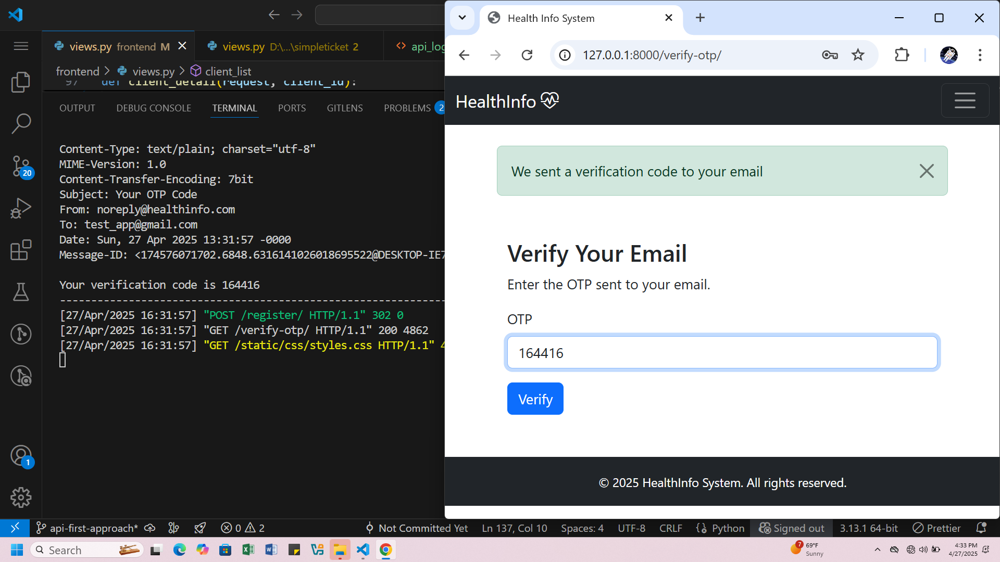 views.py frontend M
views.py D:\...\simpleticket 2
frontend > views.py > client_list
97 def client_detail(request, client_id):
OUTPUT DEBUG CONSOLE TERMINAL PORTS GITLENS PROBLEMS 2
Content-Type: text/plain; charset="utf-8"
MIME-Version: 1.0
Content-Transfer-Encoding: 7bit
Subject: Your OTP Code
From: noreply@healthinfo.com
To: test_app@gmail.com
Date: Sun, 27 Apr 2025 13:31:57 -0000
Message-ID: <174576071702.6848.6316141026018695522@DESKTOP-IE7
Your verification code is 164416
--------------------------------------------------------------
[27/Apr/2025 16:31:57] "POST /register/ HTTP/1.1" 302 0
[27/Apr/2025 16:31:57] "GET /verify-otp/ HTTP/1.1" 200 4862
[27/Apr/2025 16:31:57] "GET /static/css/styles.css HTTP/1.1" 4
20
1
Health Info System
127.0.0.1:8000/verify-otp/
HealthInfo
We sent a verification code to your email
Verify Your Email
Enter the OTP sent to your email.
OTP
164416
Verify
© 2025 HealthInfo System. All rights reserved.
api-first-approach* 0 2 Not Committed Yet Ln 137, Col 10 Spaces: 4 UTF-8 CRLF Python Signed out 3.13.1 64-bit Prettier
Search
7
69°F
Sunny
4:33 PM
4/27/2025